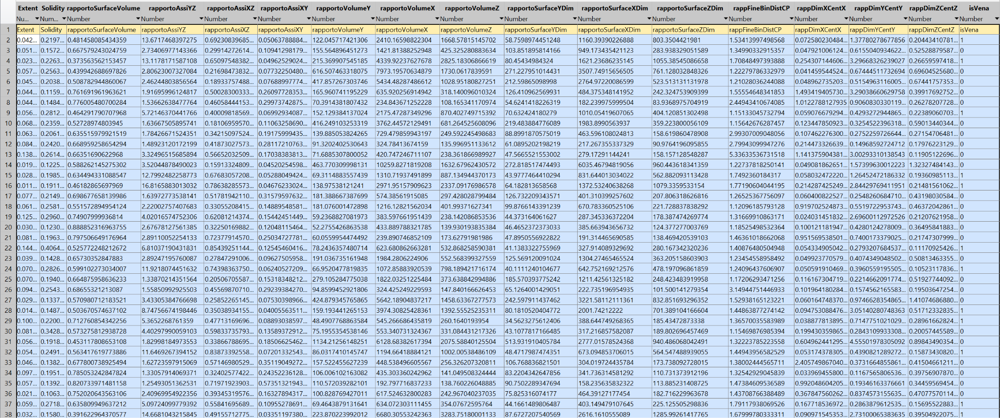 Extent Solidity rapportoSurfaceVolume rapportoAssiYZ rapportoAssiXZ rapportoAssiXY rapportoVolumeY rapportoVolumeX rapportoVolumeZ rapportoSurfaceYDim rapportoSurfaceXDim rapportoSurfaceZDim rappFineBinDistCP rappDimXCentX rappDimYCentY rappDimZCentZ isVena
Nu... Num... Number Number Number Number Number Number Number Number Number Number Number Number Number Number Number
1 Extent Solidity rapportoSurfaceVolume rapportoAssiYZ rapportoAssiXZ rapportoAssiXY rapportoVolumeY rapportoVolumeX rapportoVolumeZ rapportoSurfaceYDim rapportoSurfaceXDim rapportoSurfaceZDim rappFineBinDistCP rappDimXCentX rappDimYCentY rappDimZCentZ isVena
2 0.042... 0.2197... 0.481458085434359 13.6717468397275 0.69230839685... 0.05063788884... 122.045717421306 2410.16598822304 1668.57815145702 58.7598974451248 1160.39390226888 803.3504421981 1.53413997498568 0.072580230484... 1.37780278677856 0.20443410781... 1
3 0.051... 0.1572... 0.667579243024759 2.73406977143366 0.29914272614... 0.10941298179... 155.564896451273 1421.81388252948 425.325280883634 103.851895814166 949.173435421123 283.938329051589 1.34990332915357 0.047921006124... 0.6155040934622... 0.52528879587... 0
4 0.023... 0.2263... 0.373563562153457 13.1178171587108 0.65097548382... 0.04962529024... 215.369907545185 4339.92237627678 2825.18306866619 80.45434984324 1621.23686235145 1055.38545086658 1.70848497393888 0.254307144606... 3.29668326239027 0.26659597418... 1
5 0.057... 0.2563... 0.439942688697826 2.80623007327084 0.21698473832... 0.07732250480... 616.507463318075 7973.19570634879 1730.0617839591 271.227951014431 3507.74915656505 761.128032848326 1.22279786332979 0.041459544524... 0.67444511732694 0.69604525680... 0
6 0.045... 0.2038... 0.508782944860067 2.46244803856564 0.18933757488... 0.07688997774... 417.857267303746 5434.48287486612 1028.95180827251 212.59865098998 2764.97220086599 523.513131131978 1.21028036244088 0.048962735203... 0.5154963116005... 0.67441757353... 0
7 0.044... 0.1159... 0.761691961963621 1.91695996124817 0.50028300333... 0.26097728353... 165.960741195229 635.920256914942 318.140096010324 126.410962569931 484.375348141952 242.324753909399 1.55554648341853 1.493419405730... 3.29038660629758 0.39917692752... 0
8 0.044... 0.1484... 0.776005480700284 1.53662638477764 0.46058444153... 0.29973742875... 70.3914381807432 234.843671252228 108.165341170974 54.6241418226319 182.239975999504 83.9368975704919 2.44943410674085 1.0122788127935 0.9060830330119... 0.26278207728... 0
9 0.056... 0.2812... 0.464291790707968 5.72146370441766 0.40009818569... 0.06992934087... 152.129384137024 2175.47287349296 870.402749715392 70.632424180279 1010.05419607065 404.120851302498 1.15133045732794 0.059076679294... 0.4293272944865... 0.22389060703... 1
10 0.068... 0.2359... 0.52728974803945 1.63667505895741 0.18106959570... 0.11063258690... 416.249103253319 3762.44572129491 681.264525608096 219.483884776089 1983.8990563937 359.223800056109 1.15642676287457 0.123447850923... 0.3254522396318... 0.59013440344... 0
11 0.063... 0.2061... 0.635515979921519 1.78426671524351 0.34215097524... 0.19175999435... 139.885053824265 729.479859943197 249.592245498683 88.8991870575019 463.596108024813 158.619860478908 2.99307009048056 0.107462276300... 0.2752259726644... 0.27154706481... 0
12 0.084... 0.2420... 0.668959258654294 1.48923120172199 0.41873027573... 0.28117210763... 91.3202402530643 324.78413674159 135.996951133612 61.0895202198219 217.267355337329 90.9764196095855 2.79943099947276 0.214473326639... 0.14968592724712 0.17976223129... 0
13 0.138... 0.2614... 0.66351690622968 3.32496515685894 0.56652032509... 0.17038383813... 71.6885307800052 420.747246711107 238.361866989927 47.5665521553002 279.17291144241 158.157128548287 5.33633536731518 1.141375904381... 3.00293310138543 0.11905122696... 0
14 0.019... 0.1225... 0.588262145275302 3.52044878490023 0.15913324809... 0.04520254598... 463.770309998131 10259.8271819208 1632.67962430572 272.818517474493 6035.46794819056 960.443618341359 1.22737818250141 0.049081862651... 1.57399630012223 1.32327484143... 0
15 0.028... 0.1985... 0.634494331088547 12.7992482258773 0.67683057208... 0.05288049424... 69.3114883557439 1310.71937491899 887.134944370173 43.9777464410294 831.644013034022 562.882093113428 1.7492360184317 0.058032472220... 1.26452472186332 0.19360985113... 1
16 0.011... 0.1911... 0.46182865697969 16.8165883013032 0.78638285573... 0.04676233024... 138.97538121241 2971.95157909623 2337.09176986578 64.182813658568 1372.53240638268 1079.3359533154 1.77190604044195 0.214287425249... 2.84429769411951 0.21481561062... 1
17 0.077... 0.2149... 0.698677658139986 1.63972773538141 0.51781942110... 0.31579597632... 181.388667387699 574.38561915085 297.428028799484 126.732209343571 401.310399257602 207.806318626816 1.26525367756097 0.060400822527... 0.2548260684710... 0.43198030584... 0
18 0.061... 0.2581... 0.551572894954124 2.22002757407683 0.33055208415... 0.14889548581... 181.076001472898 1216.12821562034 401.99371627341 99.8766143391239 670.783360525106 221.728837838292 1.12096185793128 0.919702524873... 0.5519722953743... 0.46372042861... 0
19 0.125... 0.2960... 0.74907999936814 4.02016574752306 0.62081214374... 0.15442451449... 59.2368827081973 383.597661951439 238.142086853536 44.373164061627 287.345336372204 178.387474269774 1.31669910863171 0.024031451832... 2.69600112972526 0.21207621958... 1
20 0.030... 0.1230... 0.888852316963755 2.67678127561385 0.32250169882... 0.12048115464... 52.2755426863538 433.889788321785 139.930193835384 46.4652372373033 385.663943656732 124.377277003769 1.18525498532364 0.100121181947... 0.4280124278009... 0.36495841883... 0
21 0.081... 0.1963... 0.797506649176964 2.89110052254133 0.72377914570... 0.25034727781... 60.0559954474492 239.890746852109 173.62791981986 47.8950556922822 191.314465690585 138.469420539103 1.46361018662068 0.951569538501... 0.7400173379025... 0.21747307999... 0
22 0.144... 0.4064... 0.525772248212672 6.81037190431831 0.85439251144... 0.12545460416... 78.2436357480714 623.680862663281 532.868258590381 41.1383322755969 327.914089329692 280.167342320236 1.40876480504948 0.054334905042... 0.2793207684537... 0.11170925426... 1
23 0.039... 0.1428... 0.65730352847883 2.89247195760087 0.27847291006... 0.09627505958... 191.036735161948 1984.2806224906 552.568399327559 125.569120091024 1304.27465465524 363.205158603903 1.23454558958492 0.049923770579... 0.4074349048502... 0.50813463355... 0
24 0.070... 0.2826... 0.599102273034007 11.9218074451632 0.74398363750... 0.06240527209... 66.9520477819835 1072.85883920539 798.189421716174 40.1111240104677 642.752169212576 478.197096861859 1.24096437606907 0.050591910469... 0.3960559195505... 0.10523117836... 1
25 0.070... 0.1940... 0.664875958636233 1.33870214351564 0.20506705587... 0.15318348212... 279.105284775038 1822.03251225484 373.638842994886 185.570393775242 1211.42561325182 248.423483919958 1.17206293471256 0.116167304719... 0.2214662091774... 0.51927744092... 0
26 0.094... 0.2543... 0.68655321213087 1.55850992925503 0.45569870710... 0.29239384270... 94.8599452921806 324.425249229593 147.840166626453 65.1264001429051 222.735196954935 101.500141279354 3.14944751446933 0.101964180284... 0.1574562165583... 0.19503647254... 0
27 0.029... 0.1337... 0.570980712183521 3.43305384766698 0.25852265145... 0.07530398966... 424.879345765865 5642.18904837217 1458.63367277573 242.597911437462 3221.58112111361 832.851693296352 1.52938165123221 0.060164748370... 0.9746628354865... 1.41074686880... 0
28 0.014... 0.1487... 0.503670574637102 8.74756674198446 0.35038934155... 0.04005563511... 159.193441265153 3974.30825428361 1392.55525235311 80.1810520404772 2001.74212222 701.389104166604 1.44863877274142 0.094753088476... 3.05140280748363 0.51712332835... 1
29 0.100... 0.2200... 0.712760854342256 5.3652268761359 0.47713169696... 0.08893038597... 48.4907768863584 545.266686435819 260.1640193954 34.5623275612406 388.644749268365 185.43472873338 1.36570035583989 0.038877813895... 0.7147751021029... 0.28961662824... 1
30 0.081... 0.3428... 0.573275812938728 4.40297990059103 0.59833735793... 0.13589372912... 75.1955354538146 553.340731324367 331.084431217326 43.1077817166485 317.216857582087 189.802696457469 1.15469876985394 0.199430359865... 0.2843109933308... 0.20057445589... 0
31 0.056... 0.1918... 0.453117808653108 1.82998184973553 0.33866788695... 0.18506625462... 1134.21256148251 6128.68382617394 2075.58840125504 513.931910405784 2777.01578524368 940.486068042491 1.32223785223558 0.604962441295... 4.55501978305092 0.89843490354... 0
32 0.054... 0.2491... 0.563417619773886 11.6469267394152 0.83873392558... 0.07201332543... 86.0317410145747 1194.66418884121 1002.00538486109 48.4717987474351 673.094853706015 564.547488939055 1.44943956582529 0.053174378305... 0.4390821289272... 0.15873430820... 1
33 0.046... 0.1382... 0.677800738925494 1.62723597915069 0.57146980529... 0.35119049272... 157.522455627239 448.538496605567 256.326207320811 106.768836821501 304.019724435784 173.738092728015 1.38002444565711 2.405749867040... 0.3731664855861... 0.41504661211... 0
34 0.097... 0.1951... 0.785053242847824 1.33057914069371 0.32402577422... 0.24352236128... 106.006102163082 435.303360242962 141.049508324444 83.2204342647856 341.736314581292 110.731373912196 1.32542929045839 0.033969455800... 0.1167565806536... 0.39756907870... 0
35 0.057... 0.1392... 0.820733971481158 1.25493051362531 0.71971923903... 0.57351321943... 110.572039282101 192.797716837233 138.760226048885 90.7502289347694 158.235635832322 113.885231408725 1.47384609536589 0.992048604205... 0.19346163376661 0.34459569454... 0
36 0.021... 0.1063... 0.752020643563106 2.40969954922356 0.39345319576... 0.16327894317... 100.828769427011 617.524632800283 242.967040237035 75.825316074177 464.39127177454 182.716229963678 1.43708766388489 0.367847560262... 0.8374573155635... 0.47077570114... 0
37 0.059... 0.2718... 0.635809949637212 5.09724099779392 0.55841695689... 0.10955278691... 69.4643879131641 634.072303111455 354.07672595764 44.1661489806487 403.149479107645 225.125505298836 1.79117938069526 0.167718536972... 0.2863879612535... 0.15695522883... 1
38 0.032... 0.1580... 0.391622964370577 14.6681043215845 0.49155712775... 0.03351197380... 223.870223992012 6680.30553242363 3283.75180001133 87.6727207540569 2616.1610555089 1285.99261417765 1.67999780333311 0.090971545353... 2.73100065383635 0.39504922075... 1